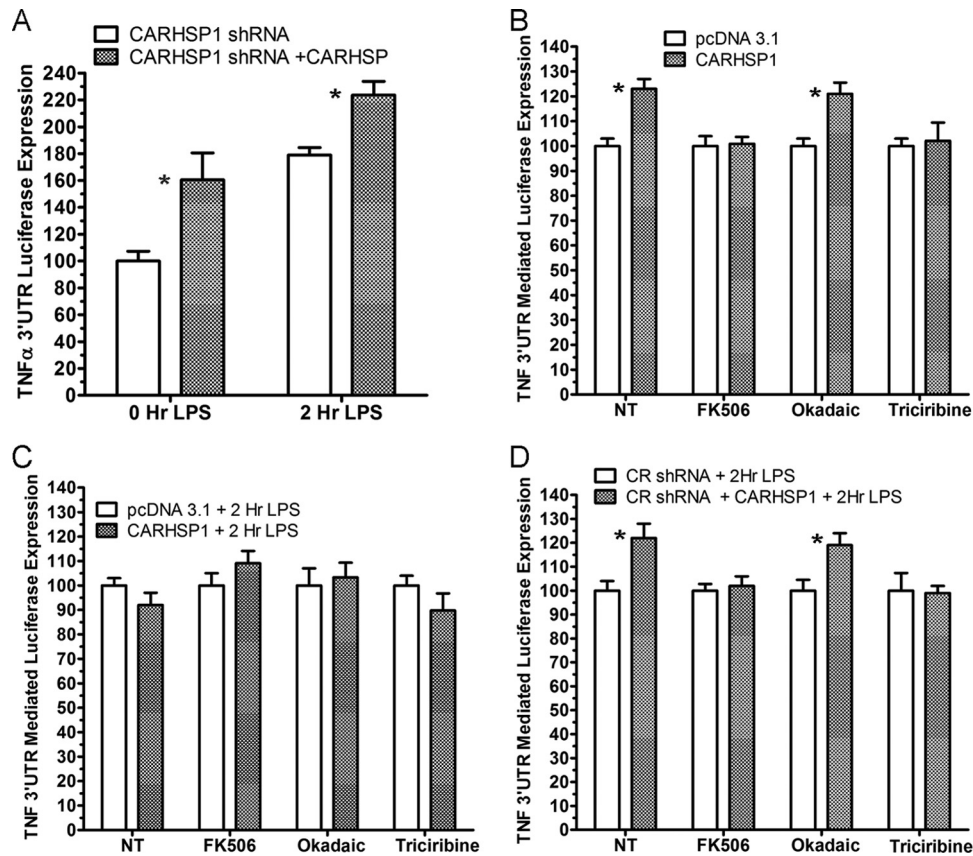 A
CARHSP1 shRNA
CARHSP1 shRNA +CARHSP
TNFα 3'UTR Luciferase Expression
240
220
200
180
160
140
120
100
80
60
40
20
0
*
*
0 Hr LPS
2 Hr LPS
B
pcDNA 3.1
CARHSP1
TNF 3'UTR Mediated Luciferase Expression
140
130
120
110
100
90
80
70
60
50
40
30
20
10
0
*
*
NT
FK506
Okadaic
Triciribine
C
pcDNA 3.1 + 2 Hr LPS
CARHSP1 + 2 Hr LPS
TNF 3'UTR Mediated Luciferase Expression
140
130
120
110
100
90
80
70
60
50
40
30
20
10
0
NT
FK506
Okadaic
Triciribine
D
CR shRNA + 2Hr LPS
CR shRNA + CARHSP1 + 2Hr LPS
TNF 3'UTR Mediated Luciferase Expression
140
130
120
110
100
90
80
70
60
50
40
30
20
10
0
*
*
NT
FK506
Okadaic
Triciribine